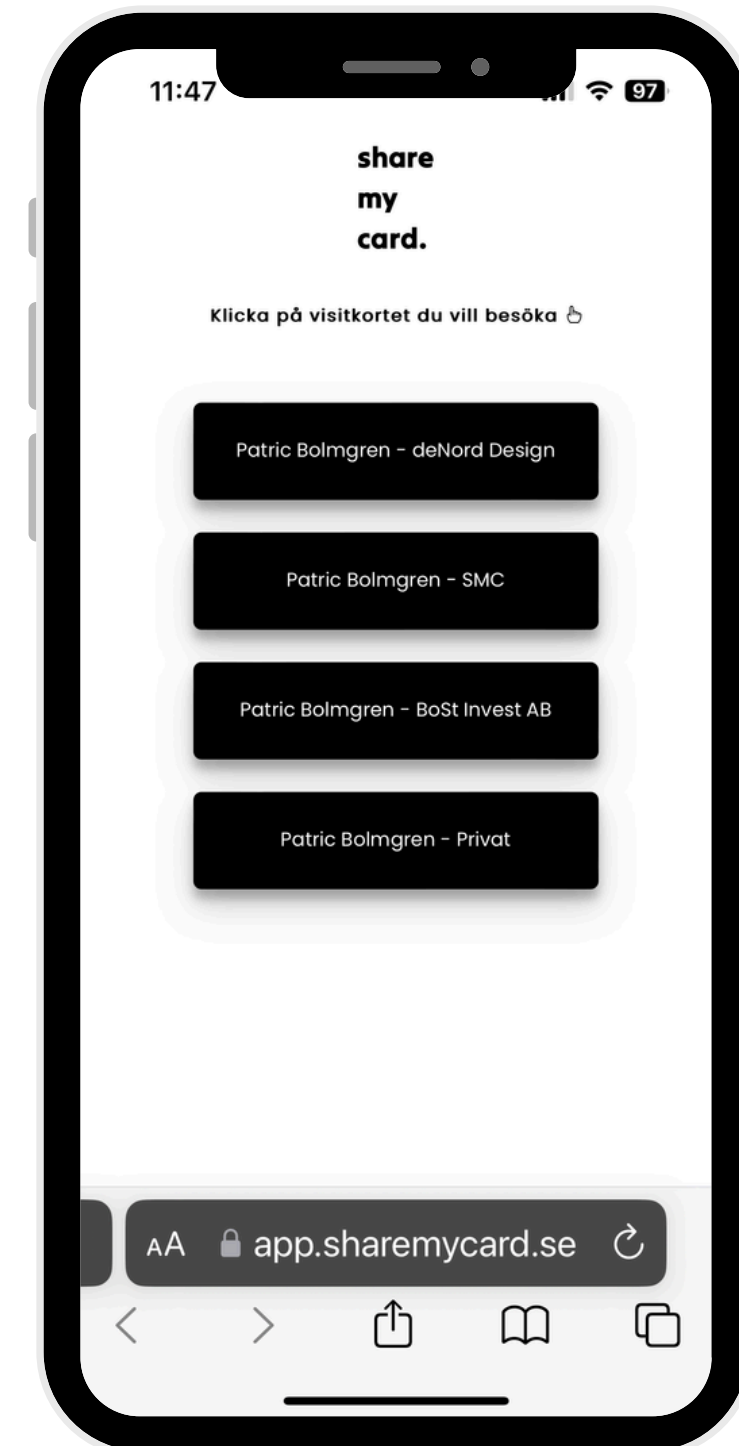 11:47
97
share
my
card.
Klicka på visitkortet du vill besöka
Patric Bolmgren - deNord Design
Patric Bolmgren - SMC
Patric Bolmgren - BoSt Invest AB
Patric Bolmgren - Privat
AA app.sharemycard.se